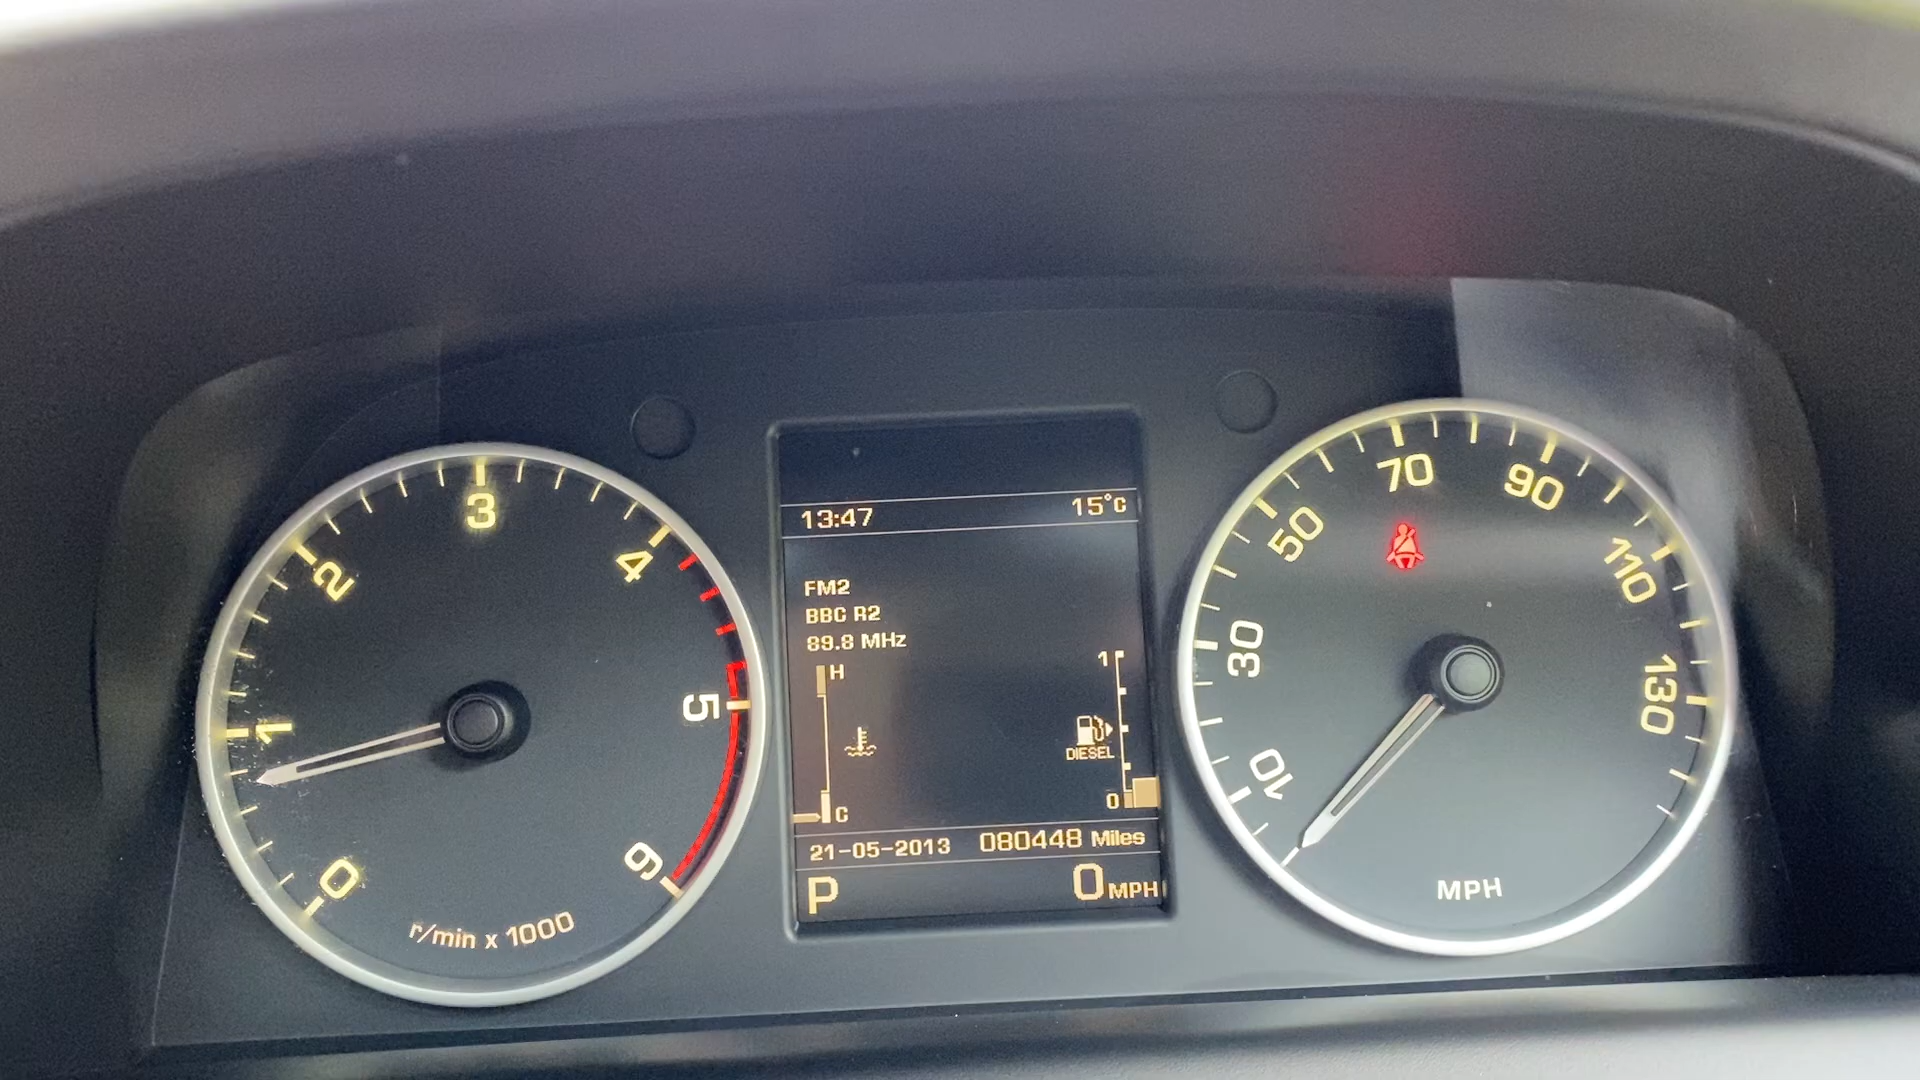 0
1
2
3
4
5
6
r/min x 1000
13:47 15°C
FM2
BBC R2
89.8 MHz
H
C
1
DIESEL
0
21-05-2013 080448 Miles
P 0 MPH
10
30
50
70
90
110
130
MPH